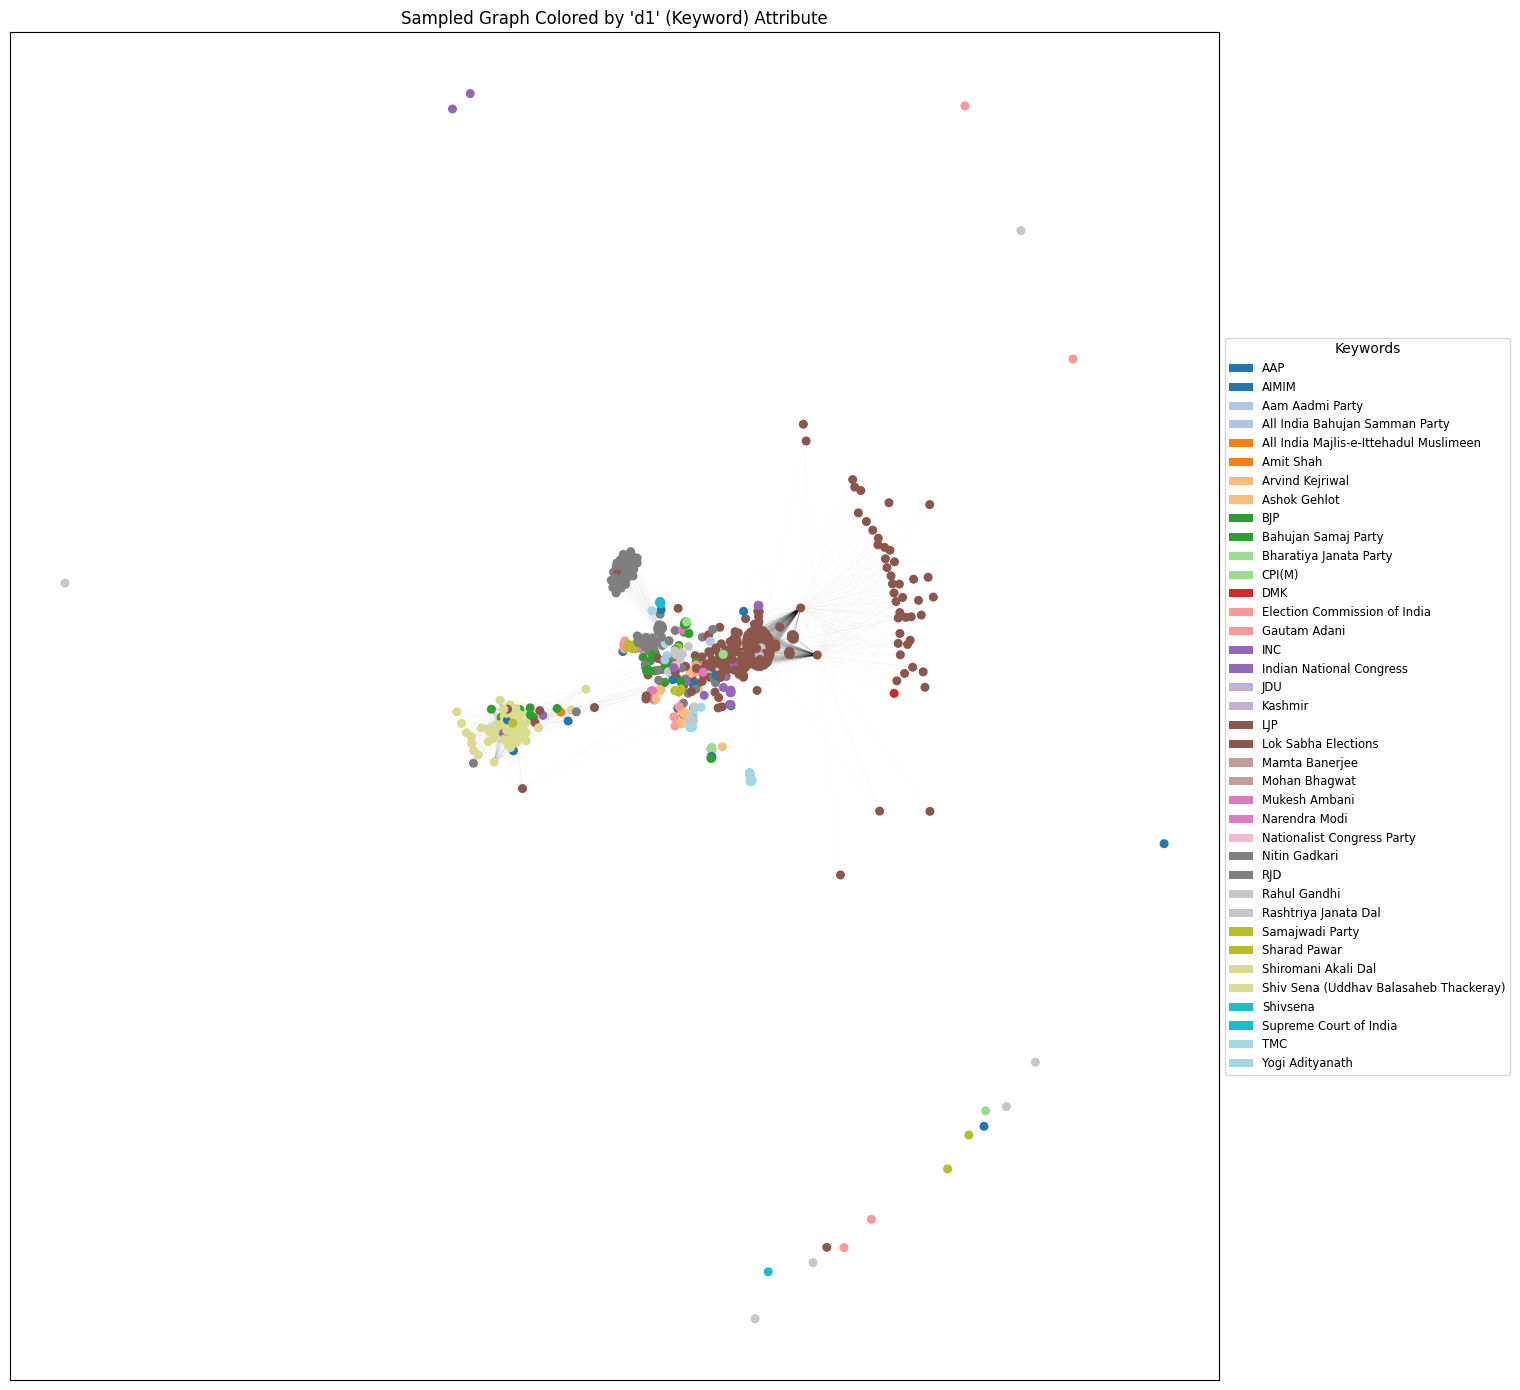 Sampled Graph Colored by 'd1' (Keyword) Attribute
Keywords
AAP
AIMIM
Aam Aadmi Party
All India Bahujan Samman Party
All India Majlis-e-Ittehadul Muslimeen
Amit Shah
Arvind Kejriwal
Ashok Gehlot
BJP
Bahujan Samaj Party
Bharatiya Janata Party
CPI(M)
DMK
Election Commission of India
Gautam Adani
INC
Indian National Congress
JDU
Kashmir
LJP
Lok Sabha Elections
Mamta Banerjee
Mohan Bhagwat
Mukesh Ambani
Narendra Modi
Nationalist Congress Party
Nitin Gadkari
RJD
Rahul Gandhi
Rashtriya Janata Dal
Samajwadi Party
Sharad Pawar
Shiromani Akali Dal
Shiv Sena (Uddhav Balasaheb Thackeray)
Shivsena
Supreme Court of India
TMC
Yogi Adityanath